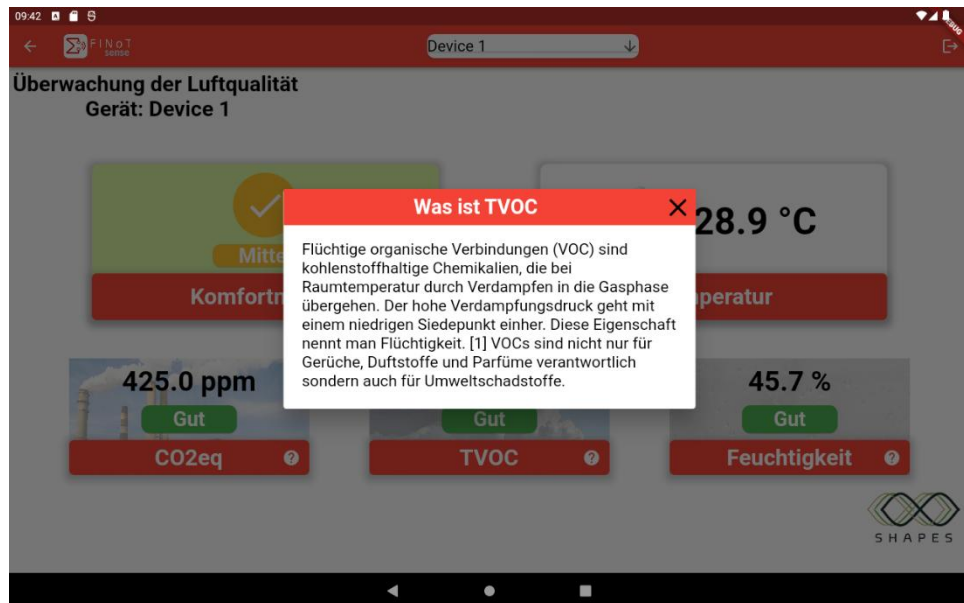 09:42
DEBUG
FINoT
sense
Device 1
Überwachung der Luftqualität
Gerät: Device 1
Was ist TVOC
28.9 °C
Flüchtige organische Verbindungen (VOC) sind
kohlenstoffhaltige Chemikalien, die bei
Raumtemperatur durch Verdampfen in die Gasphase
übergehen. Der hohe Verdampfungsdruck geht mit
einem niedrigen Siedepunkt einher. Diese Eigenschaft
nennt man Flüchtigkeit. [1] VOCs sind nicht nur für
Gerüche, Duftstoffe und Parfüme verantwortlich
sondern auch für Umweltschadstoffe.
Mitte
Komfortn
peratur
425.0 ppm
45.7 %
Gut
Gut
Gut
CO2eq
TVOC
Feuchtigkeit
SHAPES